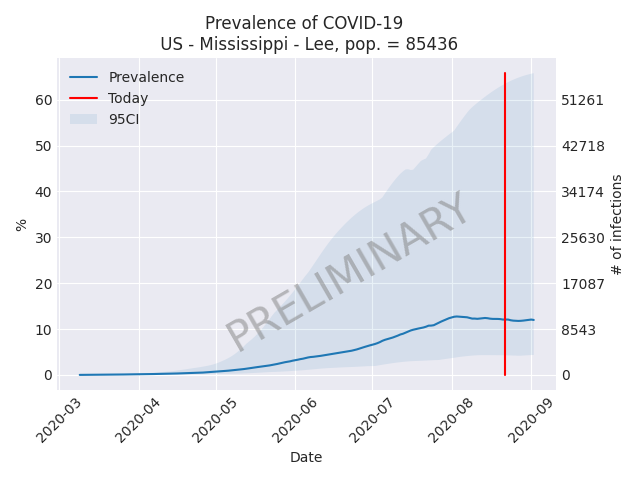 Prevalence of COVID-19
US - Mississippi - Lee, pop. = 85436
Prevalence
Today
95CI
60
50
40
30
20
10
0
%
51261
42718
34174
25630
17087
8543
0
# of infections
PRELIMINARY
2020-03
2020-04
2020-05
2020-06
2020-07
2020-08
2020-09
Date